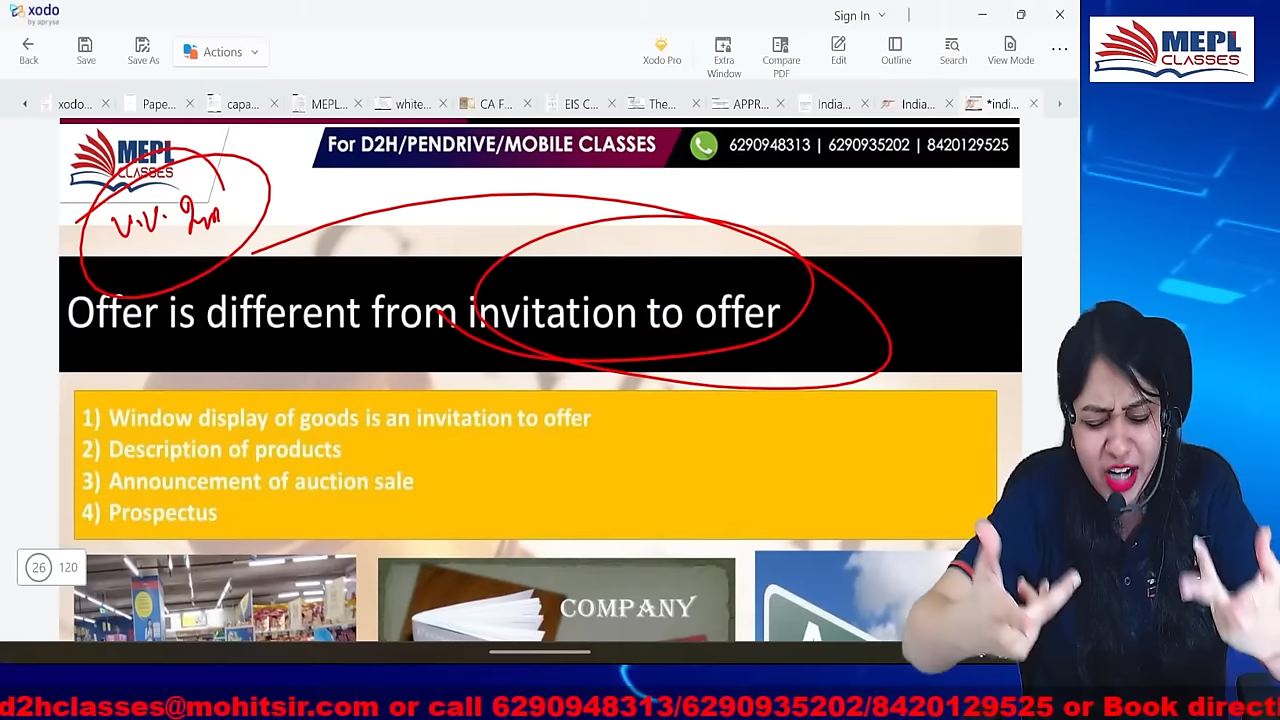 xodo
by apryse
Sign In
Back
Save
Save As
Actions
Xodo Pro
Extra Window
Compare PDF
Edit
Outline
Search
View Mode
MEPL
CLASSES
xodo...
Pape...
capa...
MEPL...
white...
CA F...
EIS C...
The...
APPR...
India...
India...
*indi...
MEPL
CLASSES
For D2H/PENDRIVE/MOBILE CLASSES
6290948313 | 6290935202 | 8420129525
V.V.
Offer is different from invitation to offer
1) Window display of goods is an invitation to offer
2) Description of products
3) Announcement of auction sale
4) Prospectus
26 120
COMPANY
d2hclasses@mohitsir.com or call 6290948313/6290935202/8420129525 or Book direct